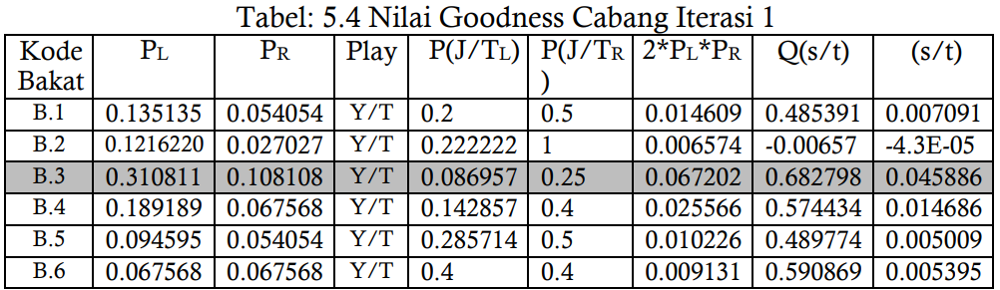 Tabel: 5.4 Nilai Goodness Cabang Iterasi 1
Kode Bakat PL PR Play P(J/TL) P(J/TR) 2*PL*PR Q(s/t) (s/t)
B.1 0.135135 0.054054 Y/T 0.2 0.5 0.014609 0.485391 0.007091
B.2 0.1216220 0.027027 Y/T 0.222222 1 0.006574 -0.00657 -4.3E-05
B.3 0.310811 0.108108 Y/T 0.086957 0.25 0.067202 0.682798 0.045886
B.4 0.189189 0.067568 Y/T 0.142857 0.4 0.025566 0.574434 0.014686
B.5 0.094595 0.054054 Y/T 0.285714 0.5 0.010226 0.489774 0.005009
B.6 0.067568 0.067568 Y/T 0.4 0.4 0.009131 0.590869 0.005395